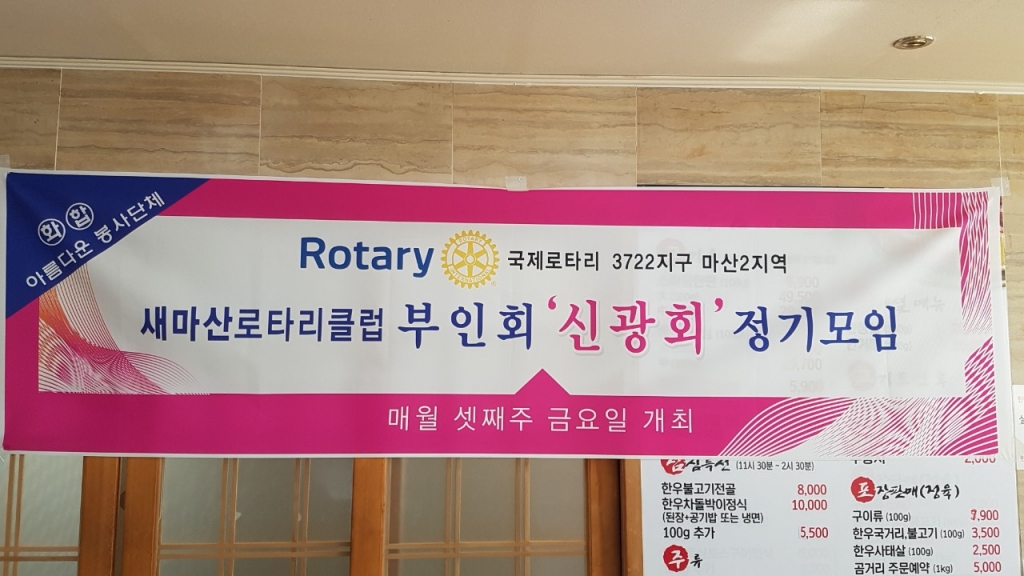 화합
아름다운 봉사단체
Rotary 국제로타리 3722지구 마산2지역
새마산로타리클럽 부인회 '신광회' 정기모임
매월 셋째주 금요일 개최
점심특선 (11시 30분 - 2시 30분)
한우불고기전골 8,000
한우차돌박이정식 10,000
(된장+공기밥 또는 냉면)
100g 추가 5,500
주류
포장판매(정육)
구이류 (100g) 7,900
한우국거리,불고기 (100g) 3,500
한우사태살 (100g) 2,500
곰거리 주문예약 (1kg) 5,000